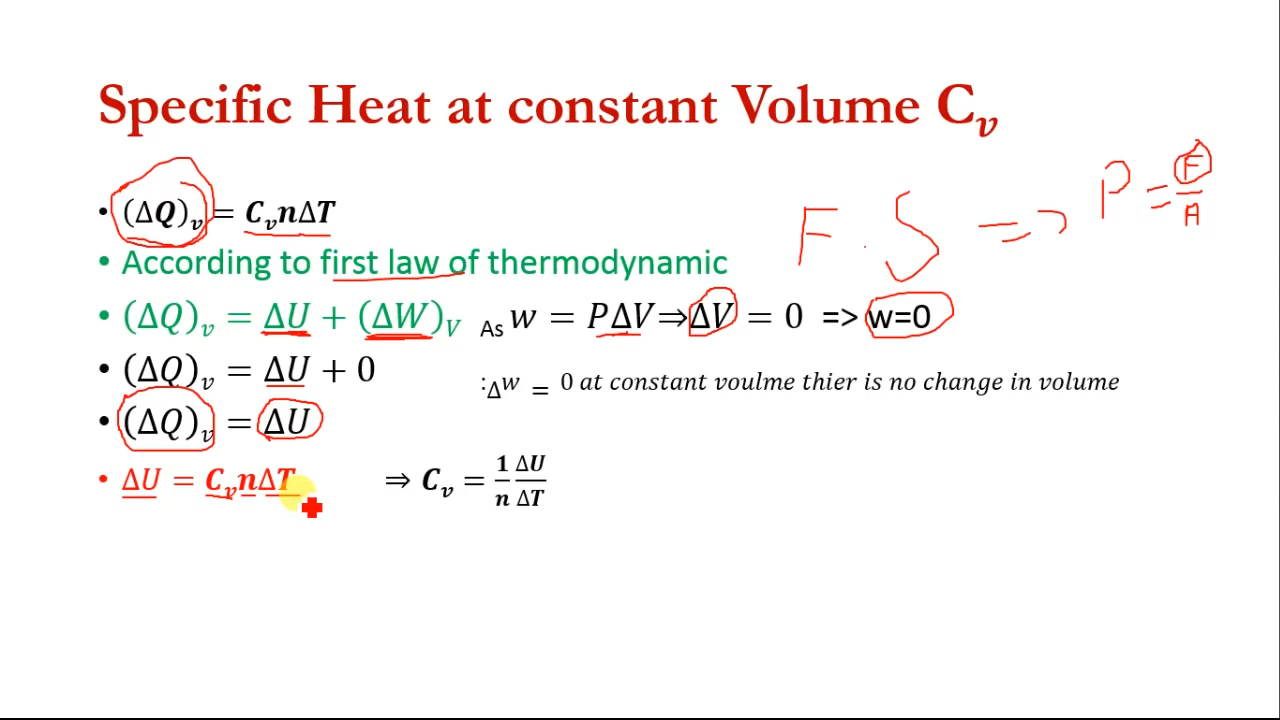 Specific Heat at constant Volume Cᵥ
• (ΔQ)ᵥ = CᵥnΔT
F . S => P = F/A
• According to first law of thermodynamic
• (ΔQ)ᵥ = ΔU + (ΔW)_V As w = PΔV⇒ΔV = 0 => w=0
• (ΔQ)ᵥ = ΔU + 0 :Δw = 0 at constant voulme thier is no change in volume
• (ΔQ)ᵥ = ΔU
• ΔU = CᵥnΔT ⇒ Cᵥ = 1/n ΔU/ΔT